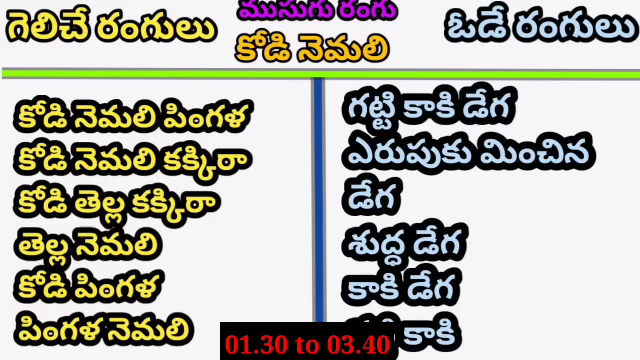 గెలిచే రంగులు
ముసుగు రంగు
కోడి నెమలి
ఓడే రంగులు
కోడి నెమలి పింగళ
కోడి నెమలి కక్కిరా
కోడి తెల్ల కక్కిరా
తెల్ల నెమలి
కోడి పింగళ
పింగళ నెమలి
గట్టి కాకి డేగ
ఎరుపుకు మించిన
డేగ
శుద్ధ డేగ
కాకి డేగ
కాకి
01.30 to 03.40